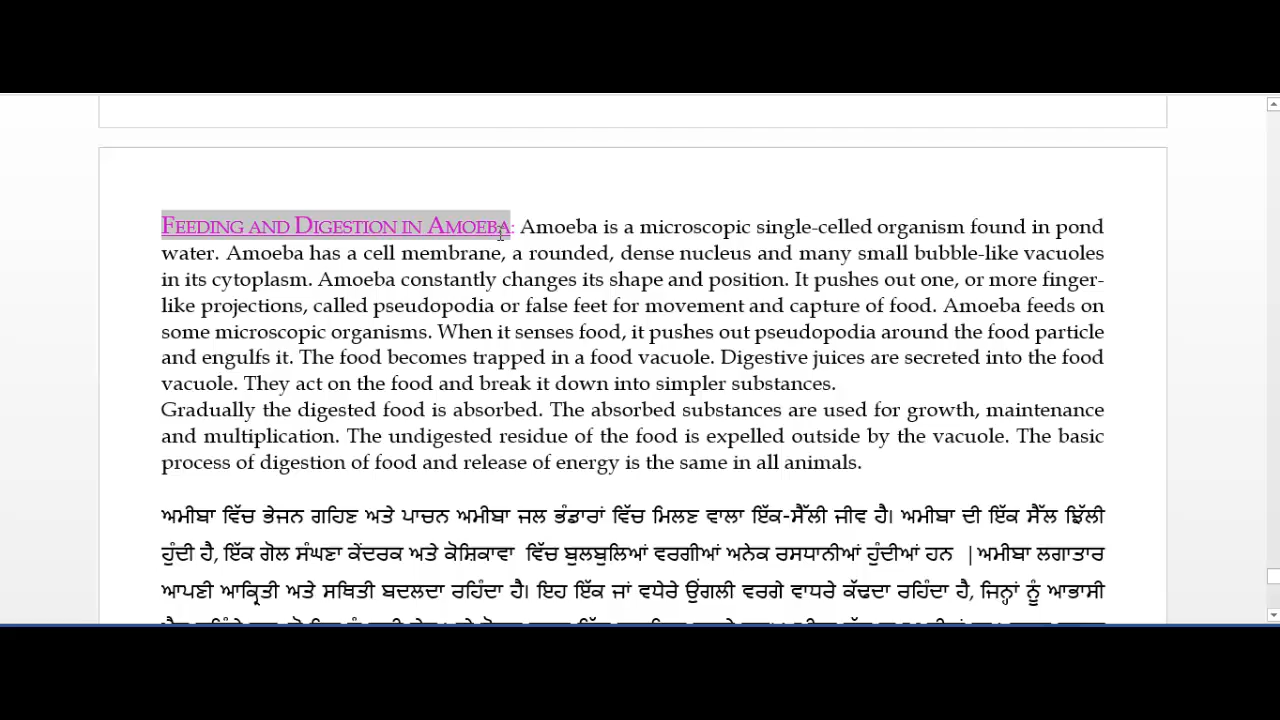 FEEDING AND DIGESTION IN AMOEBA: Amoeba is a microscopic single-celled organism found in pond
water. Amoeba has a cell membrane, a rounded, dense nucleus and many small bubble-like vacuoles
in its cytoplasm. Amoeba constantly changes its shape and position. It pushes out one, or more finger-
like projections, called pseudopodia or false feet for movement and capture of food. Amoeba feeds on
some microscopic organisms. When it senses food, it pushes out pseudopodia around the food particle
and engulfs it. The food becomes trapped in a food vacuole. Digestive juices are secreted into the food
vacuole. They act on the food and break it down into simpler substances.
Gradually the digested food is absorbed. The absorbed substances are used for growth, maintenance
and multiplication. The undigested residue of the food is expelled outside by the vacuole. The basic
process of digestion of food and release of energy is the same in all animals.
ਅਮੀਬਾ ਵਿੱਚ ਭੇਜਨ ਗਹਿਣ ਅਤੇ ਪਾਚਨ ਅਮੀਬਾ ਜਲ ਭੰਡਾਰਾਂ ਵਿੱਚ ਮਿਲਣ ਵਾਲਾ ਇੱਕ-ਸੈੱਲੀ ਜੀਵ ਹੈ। ਅਮੀਬਾ ਦੀ ਇੱਕ ਸੈੱਲ ਝਿੱਲੀ
ਹੁੰਦੀ ਹੈ, ਇੱਕ ਗੋਲ ਸੰਘਣਾ ਕੇਂਦਰਕ ਅਤੇ ਕੋਸ਼ਿਕਾਵਾ ਵਿੱਚ ਬੁਲਬੁਲਿਆਂ ਵਰਗੀਆਂ ਅਨੇਕ ਰਸਧਾਨੀਆਂ ਹੁੰਦੀਆਂ ਹਨ |ਅਮੀਬਾ ਲਗਾਤਾਰ
ਆਪਣੀ ਆਕ੍ਰਿਤੀ ਅਤੇ ਸਥਿਤੀ ਬਦਲਦਾ ਰਹਿੰਦਾ ਹੈ। ਇਹ ਇੱਕ ਜਾਂ ਵਧੇਰੇ ਉਂਗਲੀ ਵਰਗੇ ਵਾਧਰੇ ਕੱਢਦਾ ਰਹਿੰਦਾ ਹੈ, ਜਿਨ੍ਹਾਂ ਨੂੰ ਆਭਾਸੀ